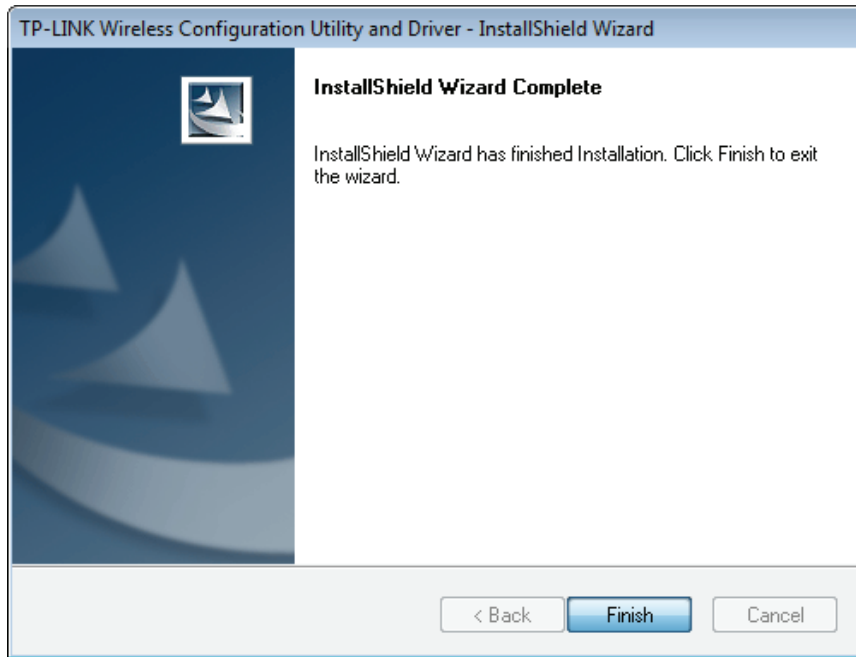 TP-LINK Wireless Configuration Utility and Driver - InstallShield Wizard
InstallShield Wizard Complete
InstallShield Wizard has finished Installation. Click Finish to exit
the wizard.
< Back
Finish
Cancel